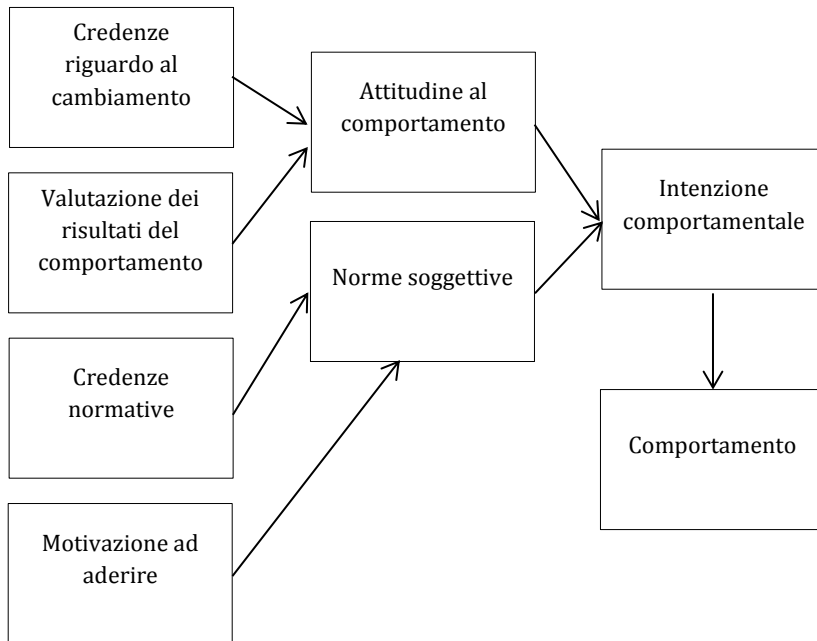 Credenze
riguardo al
cambiamento
Valutazione dei
risultati del
comportamento
Credenze
normative
Motivazione ad
aderire
Attitudine al
comportamento
Norme soggettive
Intenzione
comportamentale
Comportamento